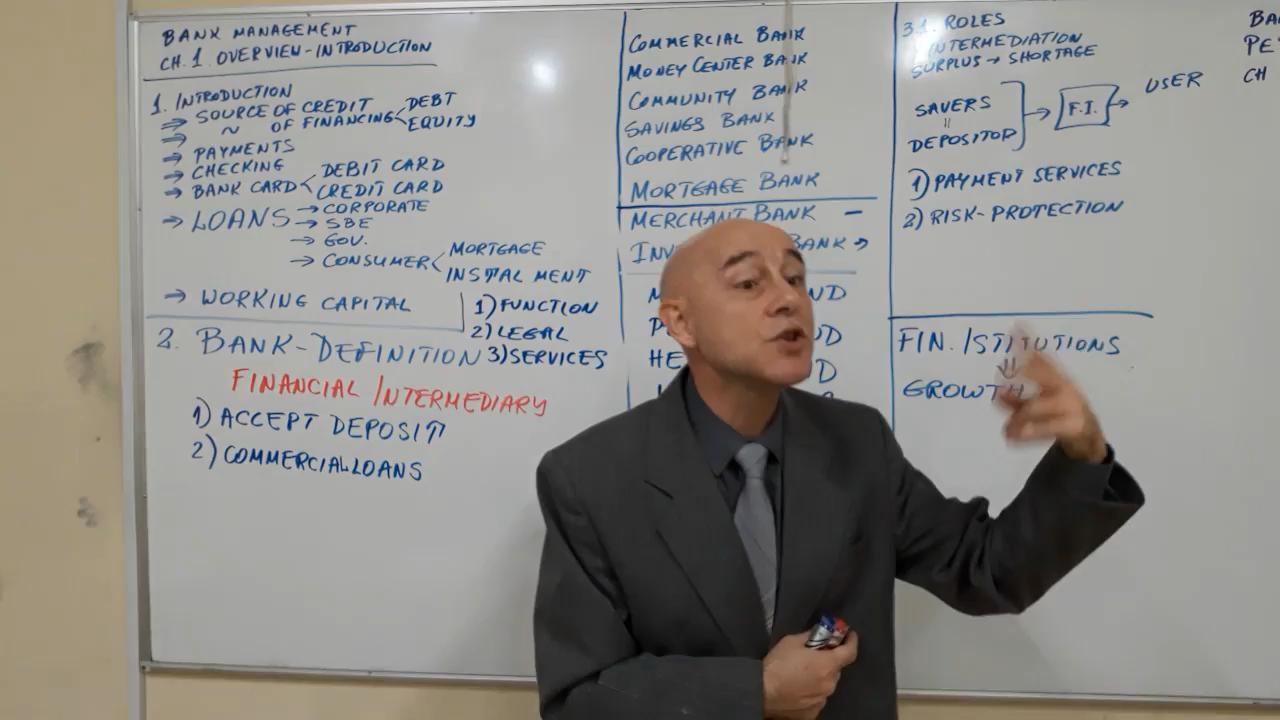 BANK MANAGEMENT
CH. 1 OVERVIEW-INTRODUCTION
1. INTRODUCTION
⇒ SOURCE OF CREDIT
⇒ ~ OF FINANCING < DEBT
EQUITY
→ PAYMENTS
→ CHECKING
→ BANK CARD < DEBIT CARD
CREDIT CARD
→ LOANS → CORPORATE
→ SBE
→ GOV.
→ CONSUMER < MORTGAGE
INSTALMENT
→ WORKING CAPITAL
1) FUNCTION
2) LEGAL
3) SERVICES
2. BANK-DEFINITION
FINANCIAL INTERMEDIARY
1) ACCEPT DEPOSIT
2) COMMERCIAL LOANS
COMMERCIAL BANK
MONEY CENTER BANK
COMMUNITY BANK
SAVINGS BANK
COOPERATIVE BANK
MORTGAGE BANK
MERCHANT BANK –
BANK →
3.1. ROLES
INTERMEDIATION
SURPLUS → SHORTAGE
SAVERS
=
DEPOSITOR
→ F.I. → USER
1) PAYMENT SERVICES
2) RISK-PROTECTION
FIN. INSTITUTIONS
⇓
GROWTH
CH